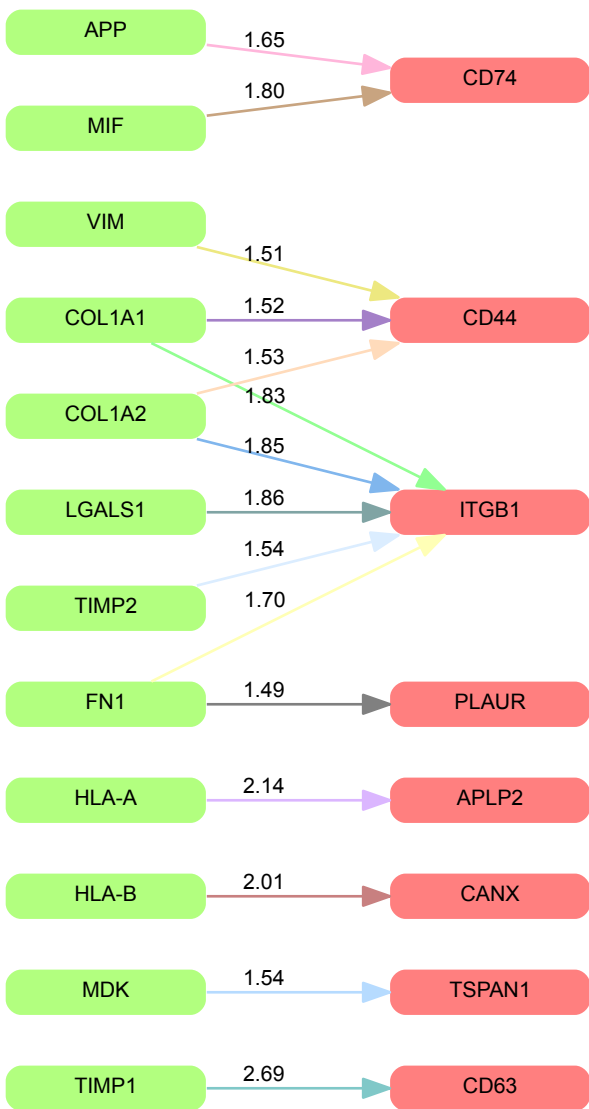 APP
1.65
CD74
1.80
MIF
VIM
1.51
COL1A1
1.52
CD44
1.53
1.83
COL1A2
1.85
LGALS1
1.86
ITGB1
1.54
TIMP2
1.70
FN1
1.49
PLAUR
HLA-A
2.14
APLP2
HLA-B
2.01
CANX
MDK
1.54
TSPAN1
TIMP1
2.69
CD63